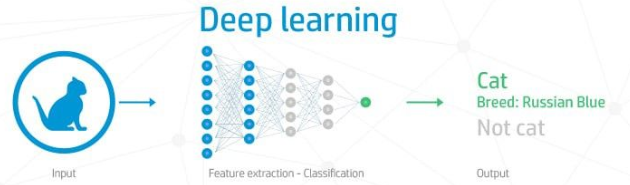 Deep learning
Cat
Breed: Russian Blue
Not cat
Input
Feature extraction - Classification
Output